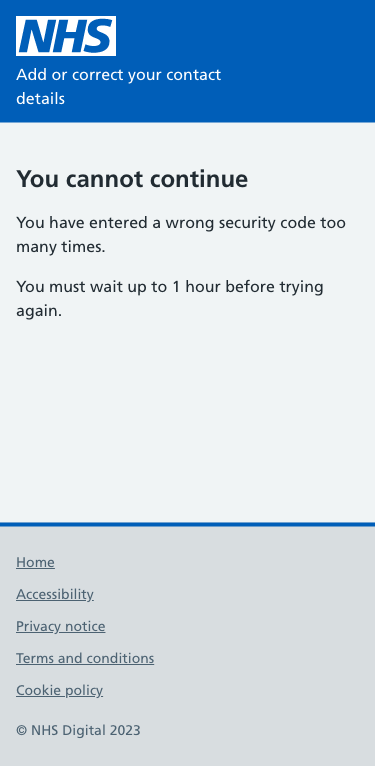 NHS
Add or correct your contact
details
You cannot continue
You have entered a wrong security code too
many times.
You must wait up to 1 hour before trying
again.
Home
Accessibility
Privacy notice
Terms and conditions
Cookie policy
© NHS Digital 2023